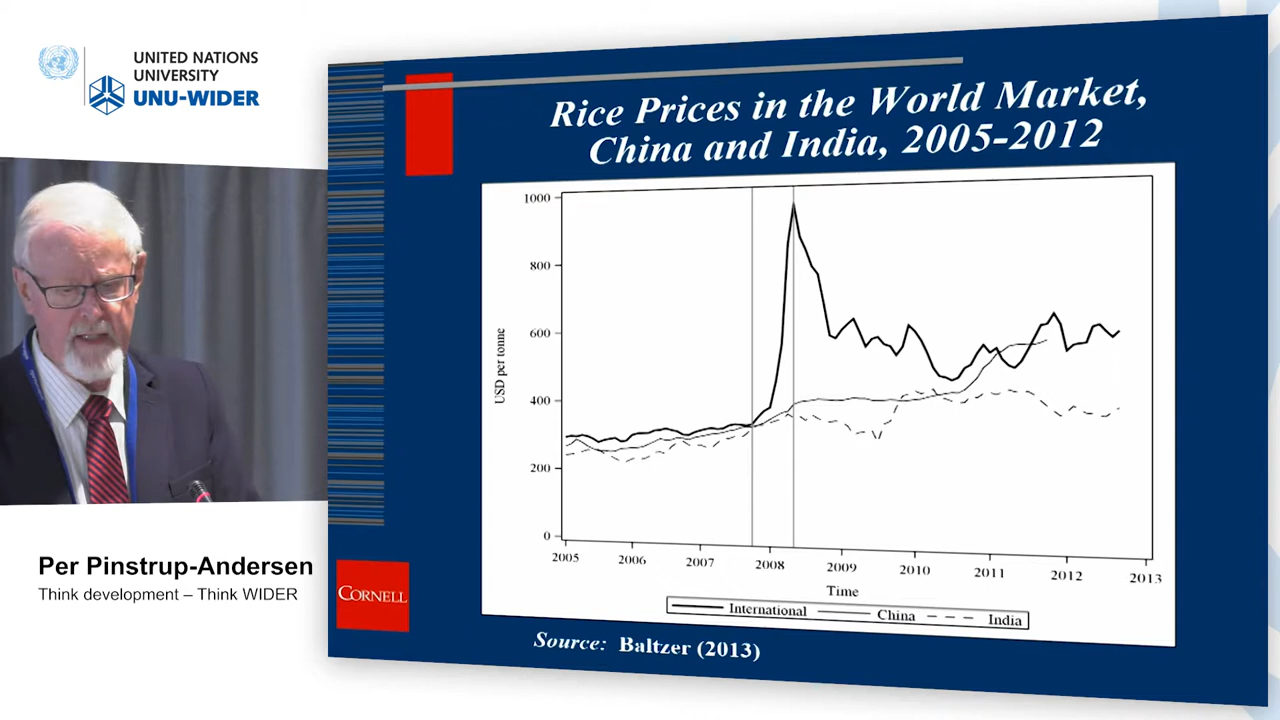 UNITED NATIONS
UNIVERSITY
UNU-WIDER
Rice Prices in the World Market,
China and India, 2005-2012
1000
800
600
400
200
0
USD per tonne
2005 2006 2007 2008 2009 2010 2011 2012 2013
Time
International China India
Source: Baltzer (2013)
CORNELL
Per Pinstrup-Andersen
Think development – Think WIDER